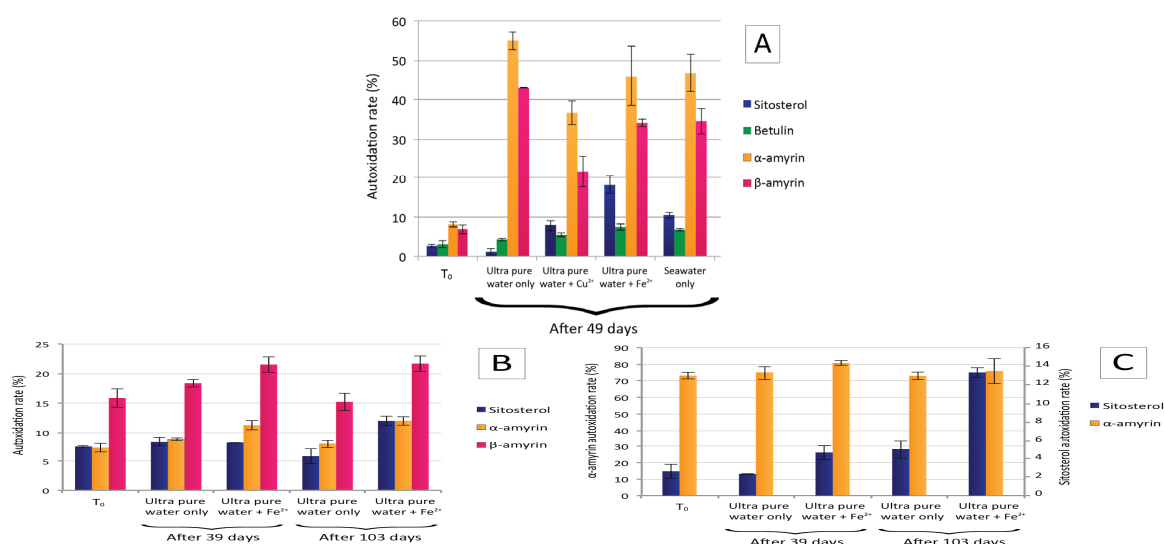 A
Autoxidation rate (%)
60
50
40
30
20
10
0
Sitosterol
Betulin
α-amyrin
β-amyrin
T₀
Ultra pure water only
Ultra pure water + Cu²⁺
Ultra pure water + Fe²⁺
Seawater only
After 49 days
B
Autoxidation rate (%)
25
20
15
10
5
0
Sitosterol
α-amyrin
β-amyrin
T₀
Ultra pure water only
Ultra pure water + Fe²⁺
Ultra pure water only
Ultra pure water + Fe²⁺
After 39 days
After 103 days
C
α-amyrin autoxidation rate (%)
90
80
70
60
50
40
30
20
10
0
16
14
12
10
8
6
4
2
0
Sitosterol autoxidation rate (%)
Sitosterol
α-amyrin
T₀
Ultra pure water only
Ultra pure water + Fe²⁺
Ultra pure water only
Ultra pure water + Fe²⁺
After 39 days
After 103 days